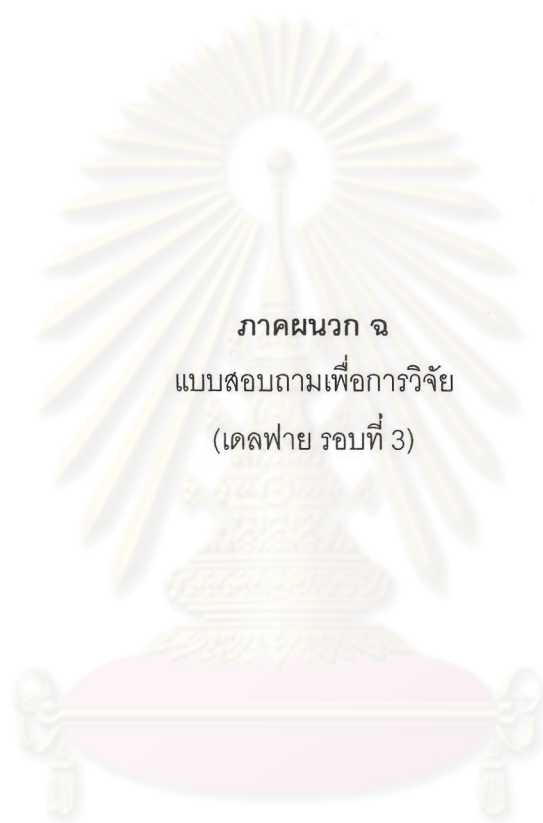 ภาคผนวก ฉ
แบบสอบถามเพื่อการวิจัย
(เดลฟาย รอบที่ 3)